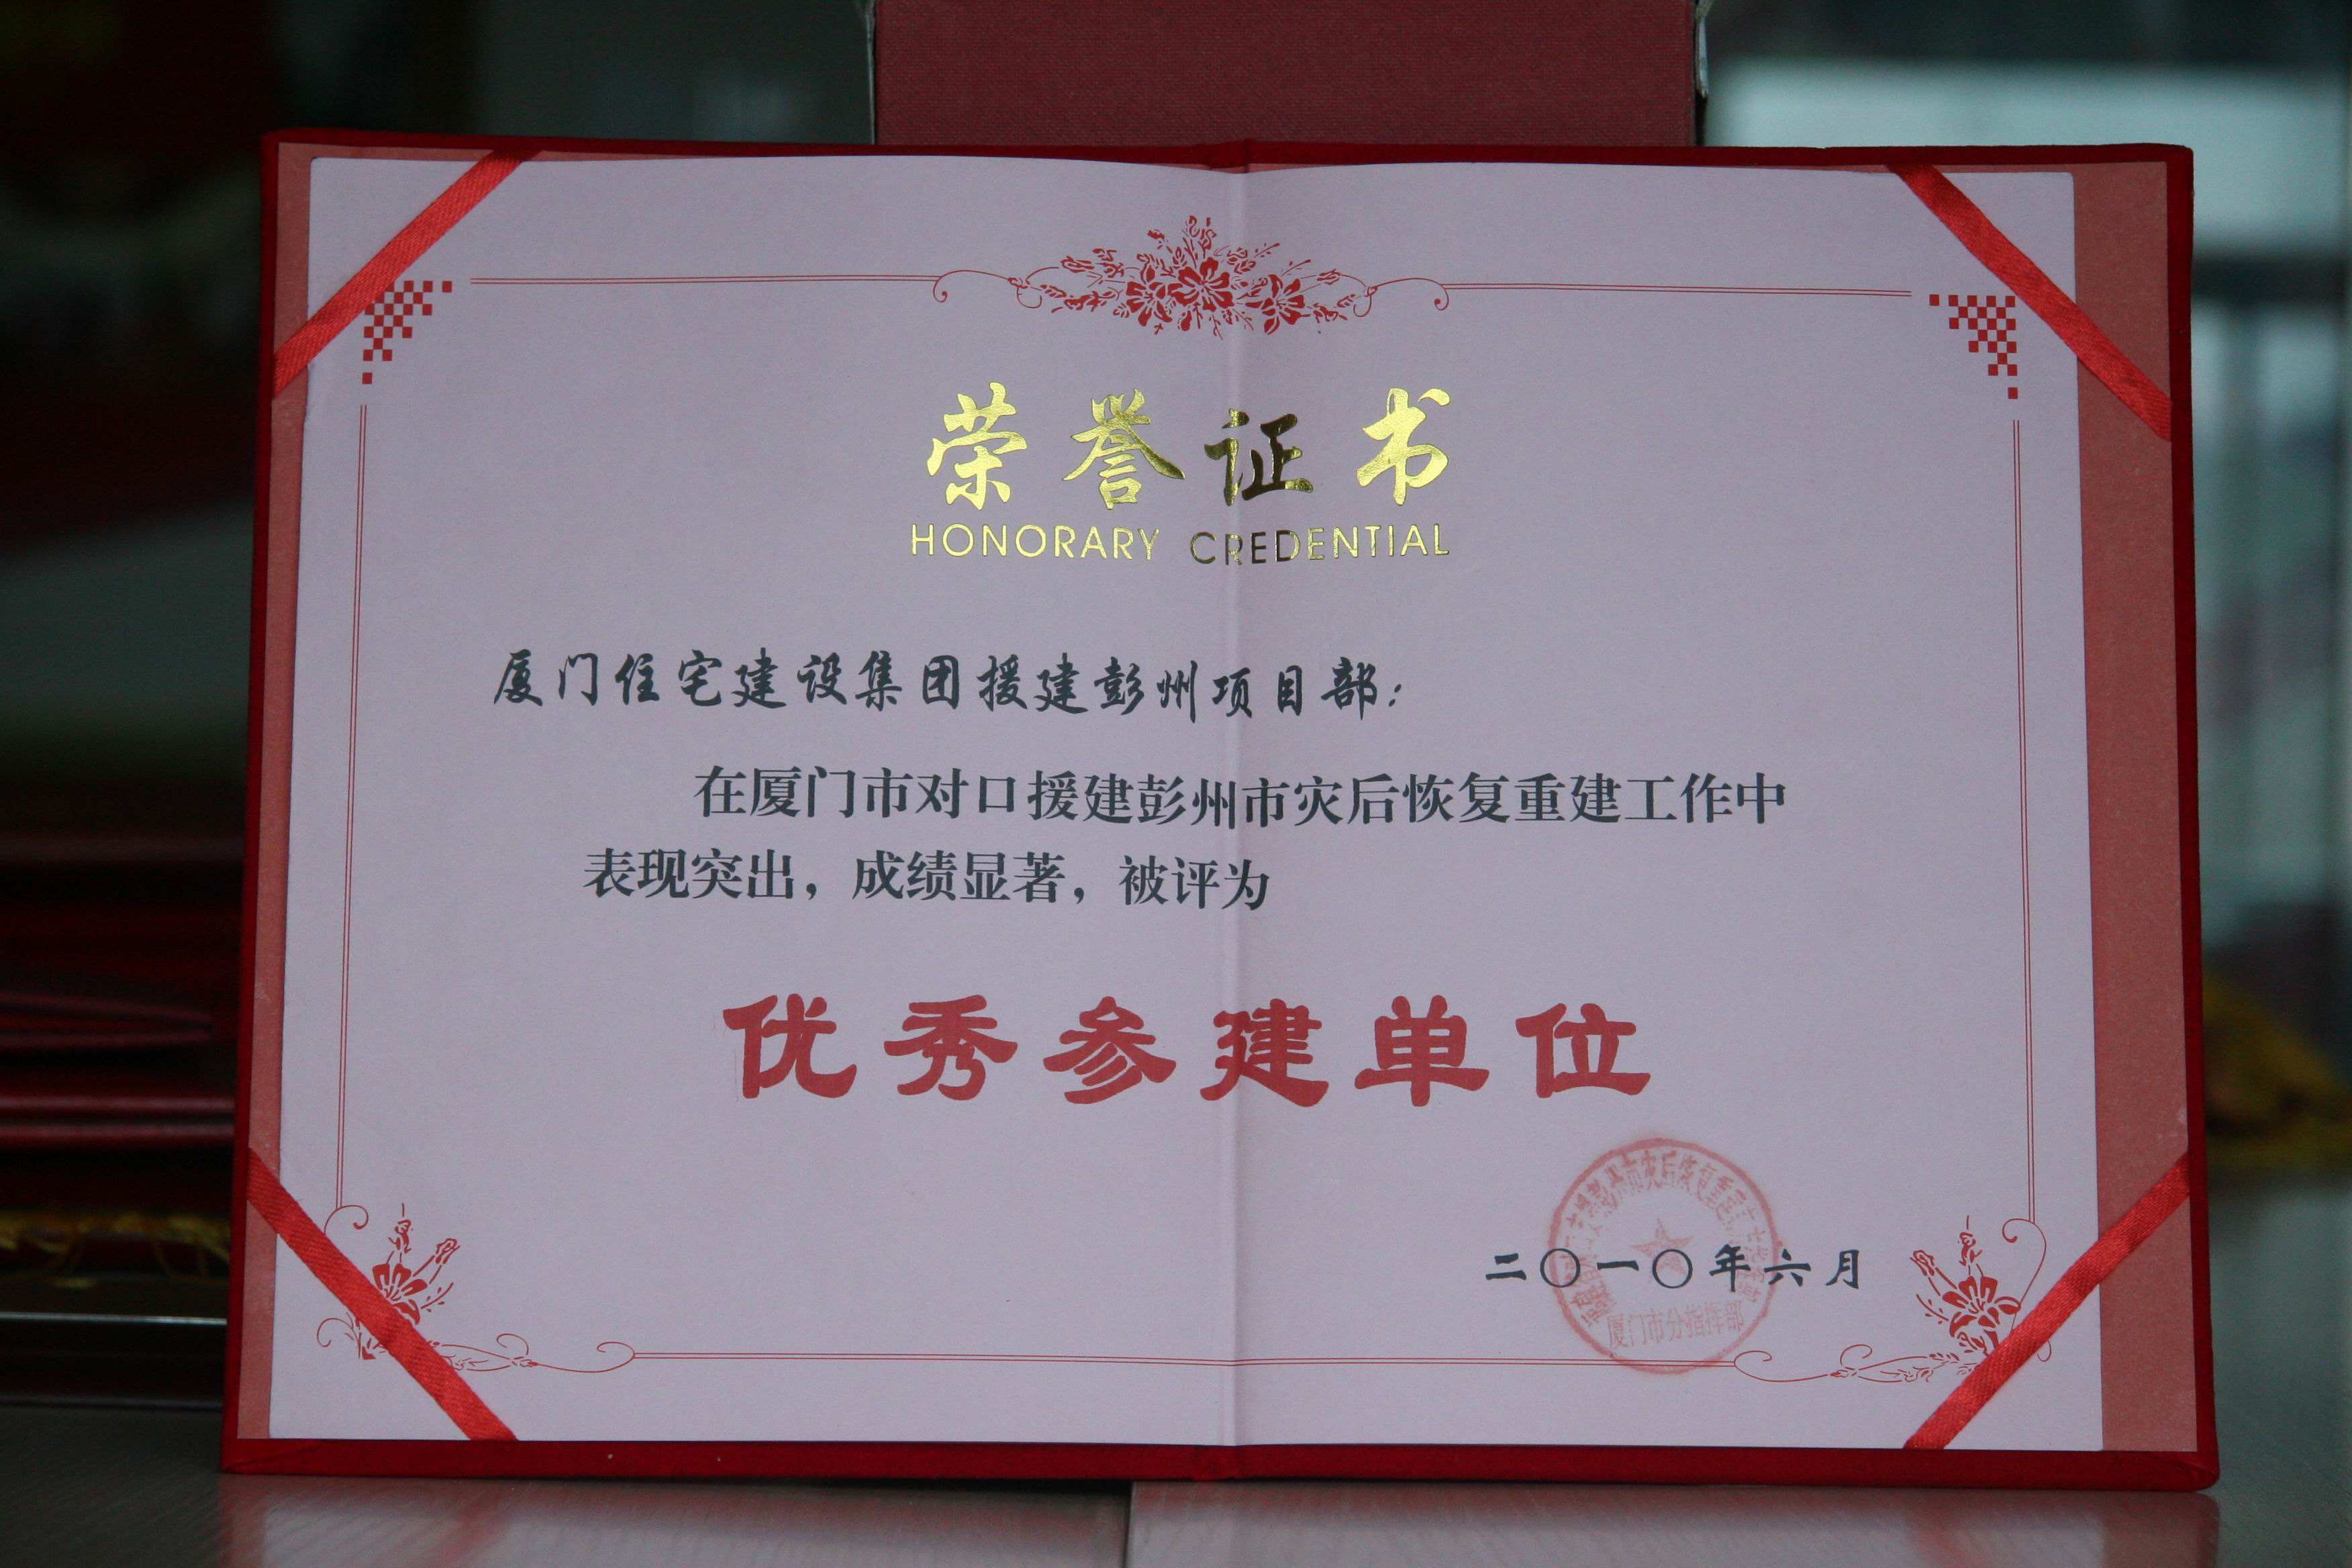 荣誉证书
HONORARY CREDENTIAL
厦门住宅建设集团援建彭州项目部：
在厦门市对口援建彭州市灾后恢复重建工作中
表现突出，成绩显著，被评为
优秀参建单位
二〇一〇年六月
厦门市分指挥部